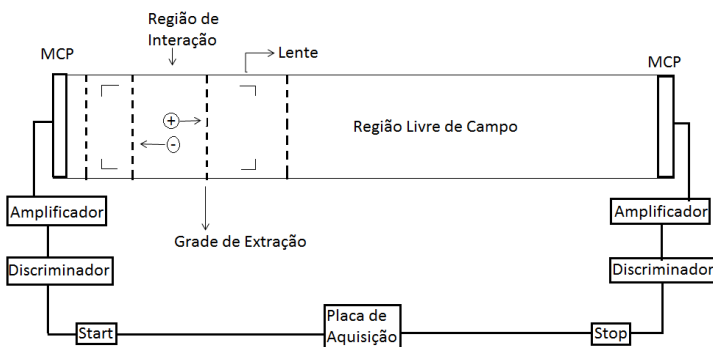 Região de
Interação
Lente
MCP
MCP
+
-
Região Livre de Campo
Grade de Extração
Amplificador
Amplificador
Discriminador
Discriminador
Placa de
Aquisição
Start
Stop